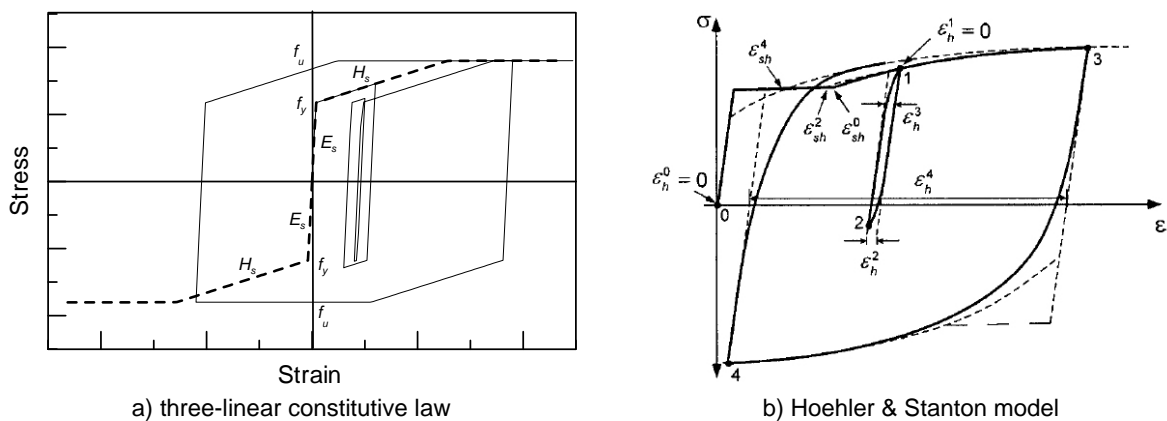 Stress
f_u
H_s
f_y
E_s
E_s
H_s
f_y
f_u
Strain
a) three-linear constitutive law
σ
ε_h^1 = 0
ε_sh^4
1
3
ε_sh^2
ε_sh^0
ε_h^3
ε_h^0 = 0
ε_h^4
0
2
ε
ε_h^2
4
b) Hoehler & Stanton model